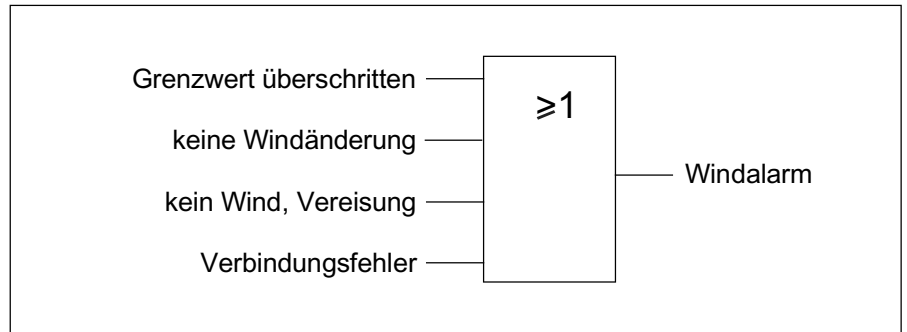 Grenzwert überschritten
≥1
keine Windänderung
Windalarm
kein Wind, Vereisung
Verbindungsfehler